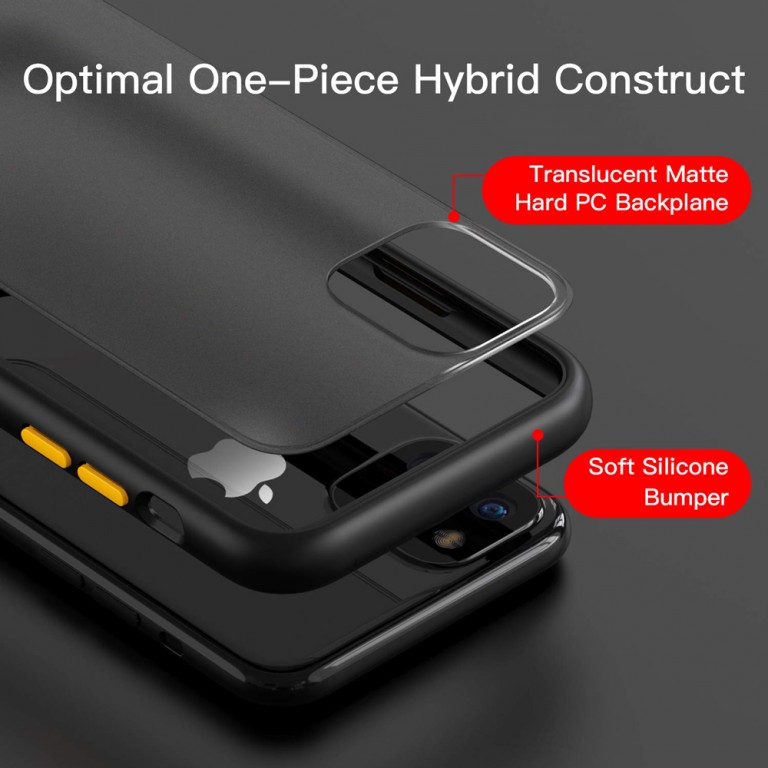 Optimal One-Piece Hybrid Construct
Translucent Matte
Hard PC Backplane
Soft Silicone
Bumper